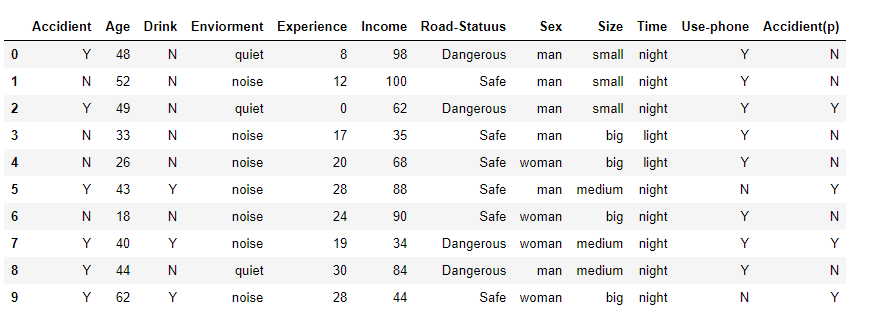 Accidient Age Drink Enviorment Experience Income Road-Statuus Sex Size Time Use-phone Accidient(p)
0 Y 48 N quiet 8 98 Dangerous man small night Y N
1 N 52 N noise 12 100 Safe man small night Y N
2 Y 49 N quiet 0 62 Dangerous man small night Y Y
3 N 33 N noise 17 35 Safe man big light Y N
4 N 26 N noise 20 68 Safe woman big light Y N
5 Y 43 Y noise 28 88 Safe man medium night N Y
6 N 18 N noise 24 90 Safe woman big night Y N
7 Y 40 Y noise 19 34 Dangerous woman medium night Y Y
8 Y 44 N quiet 30 84 Dangerous man medium night Y N
9 Y 62 Y noise 28 44 Safe woman big night N Y